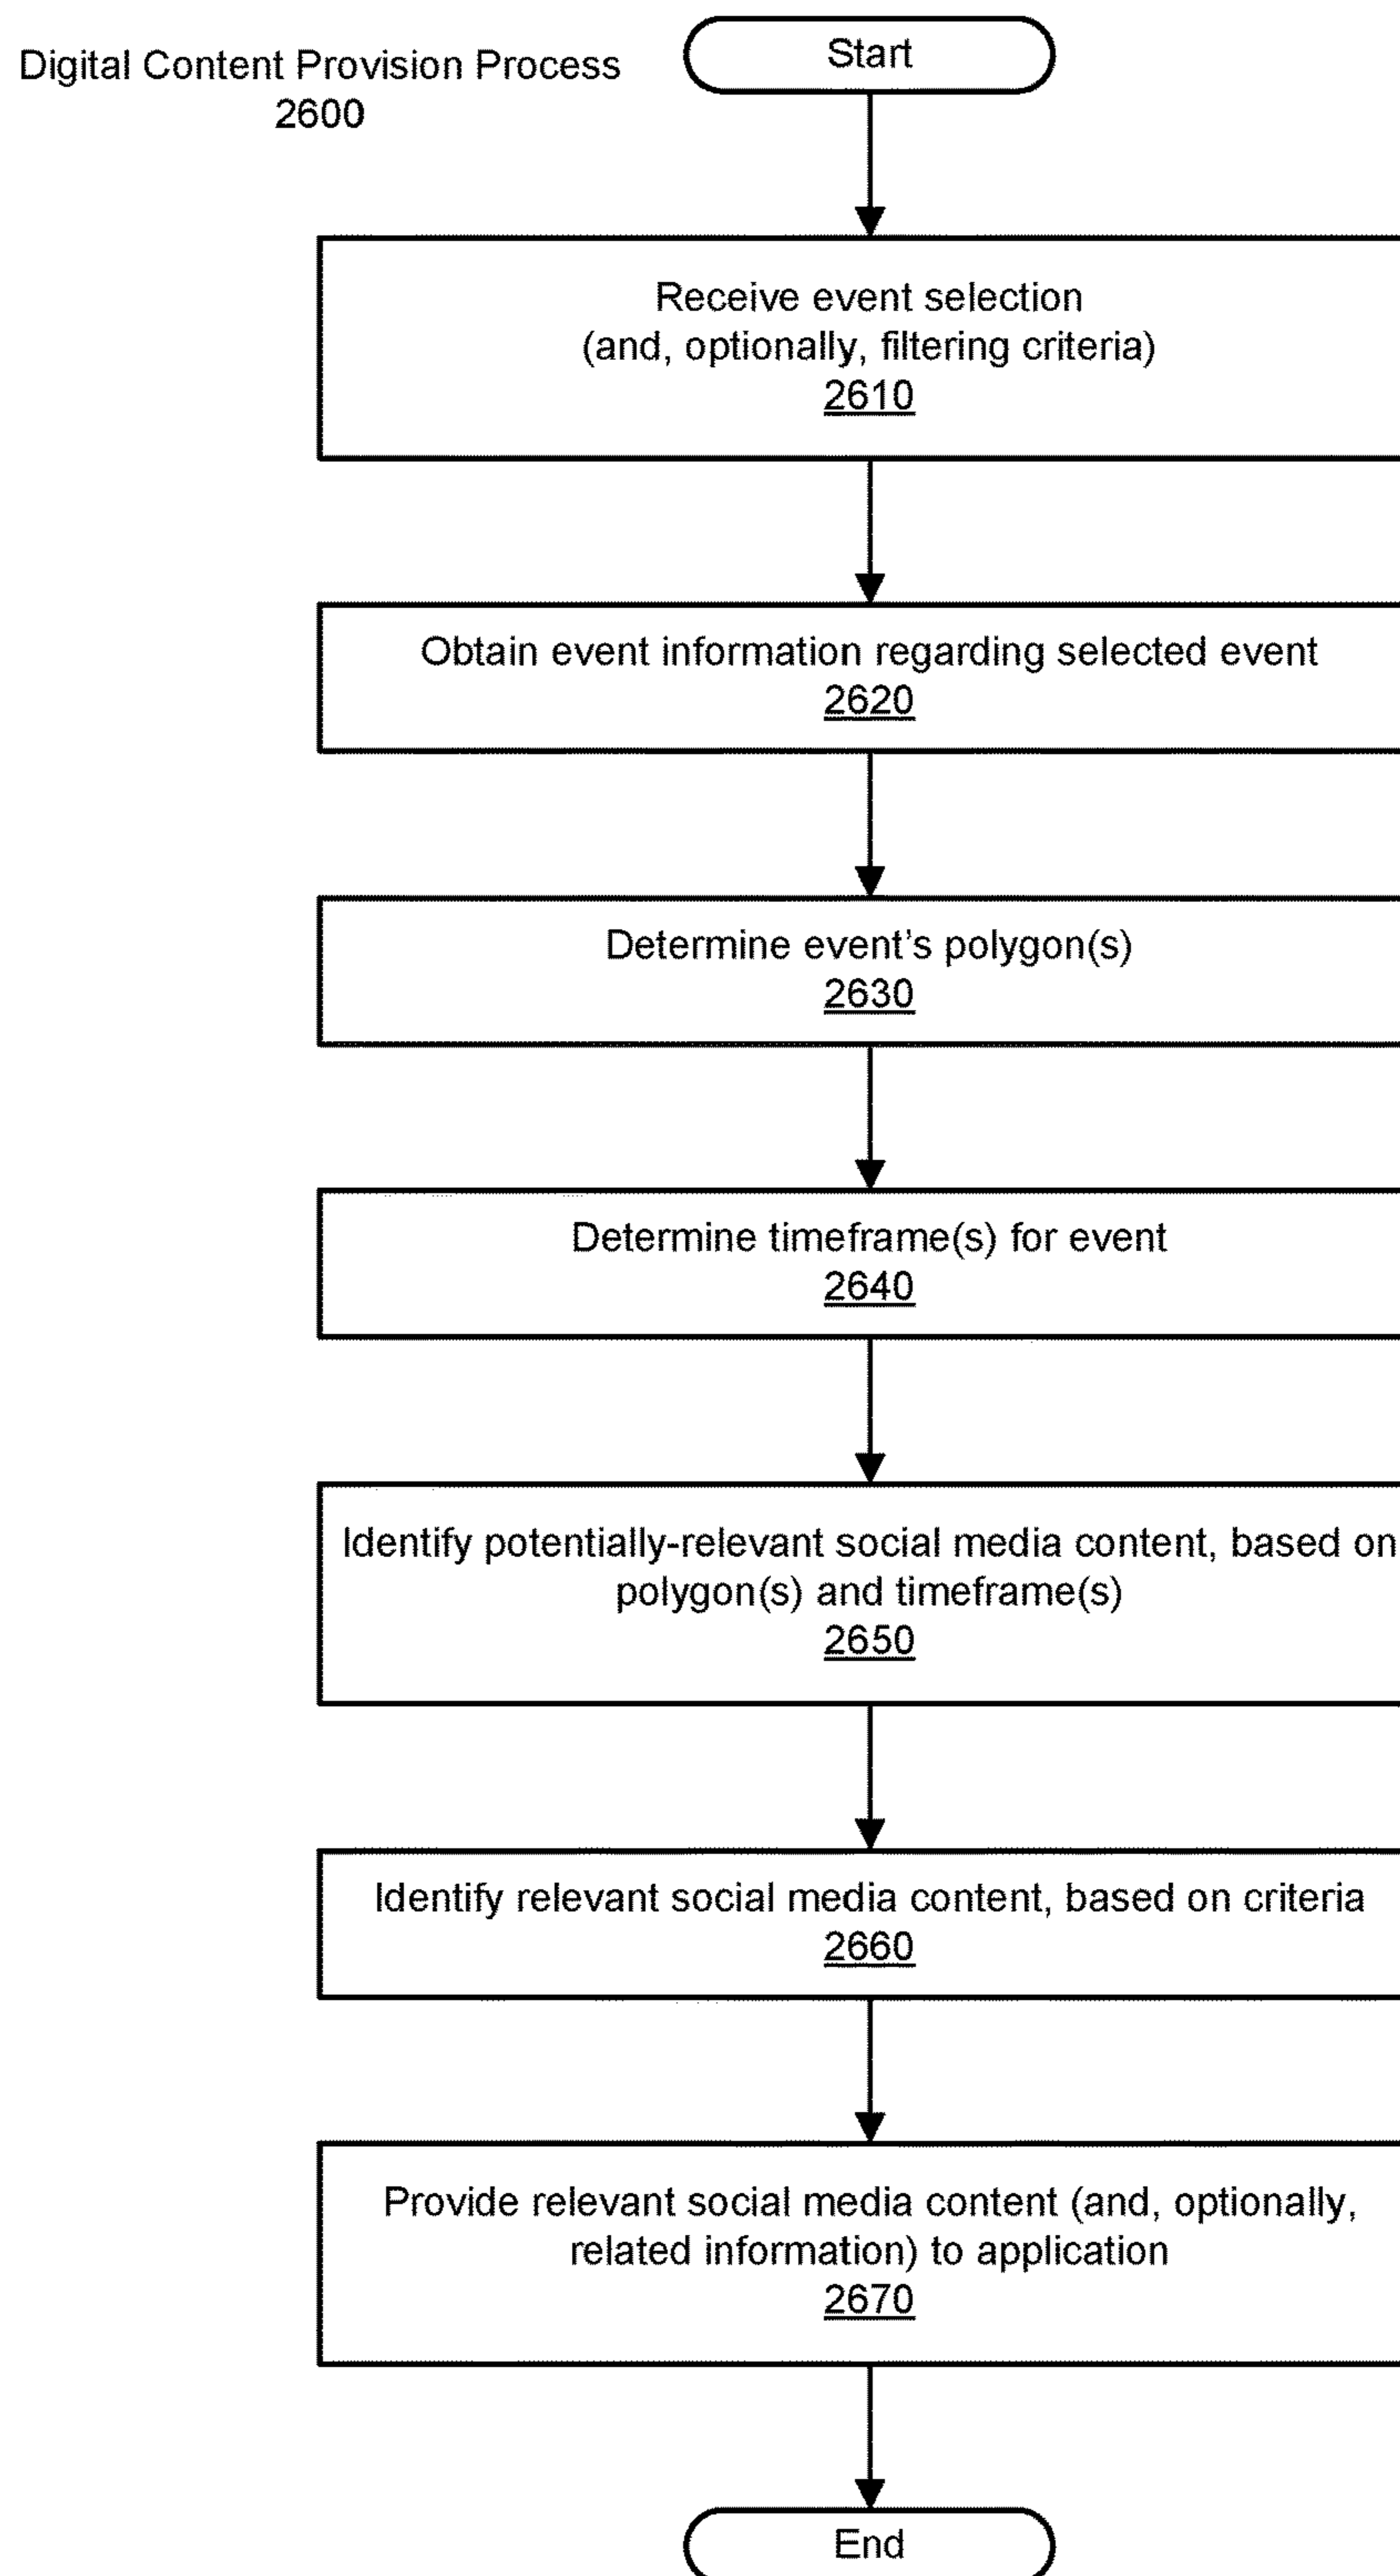 Digital Content Provision Process
2600
Start
Receive event selection
(and, optionally, filtering criteria)
2610
Obtain event information regarding selected event
2620
Determine event's polygon(s)
2630
Determine timeframe(s) for event
2640
Identify potentially-relevant social media content, based on
polygon(s) and timeframe(s)
2650
Identify relevant social media content, based on criteria
2660
Provide relevant social media content (and, optionally,
related information) to application
2670
End